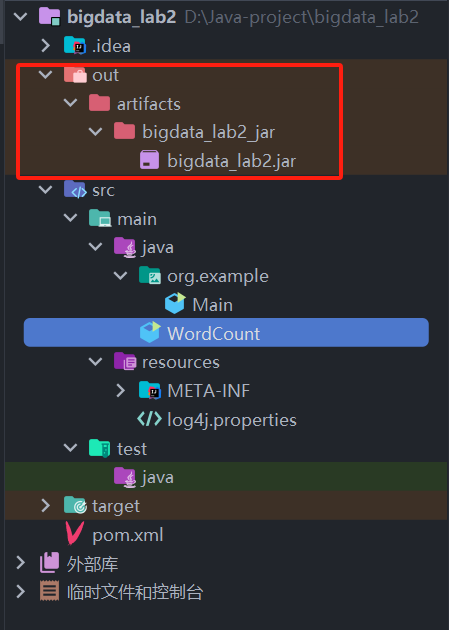 bigdata_lab2 D:\Java-project\bigdata_lab2
.idea
out
artifacts
bigdata_lab2_jar
bigdata_lab2.jar
src
main
java
org.example
Main
WordCount
resources
META-INF
log4j.properties
test
java
target
pom.xml
外部库
临时文件和控制台